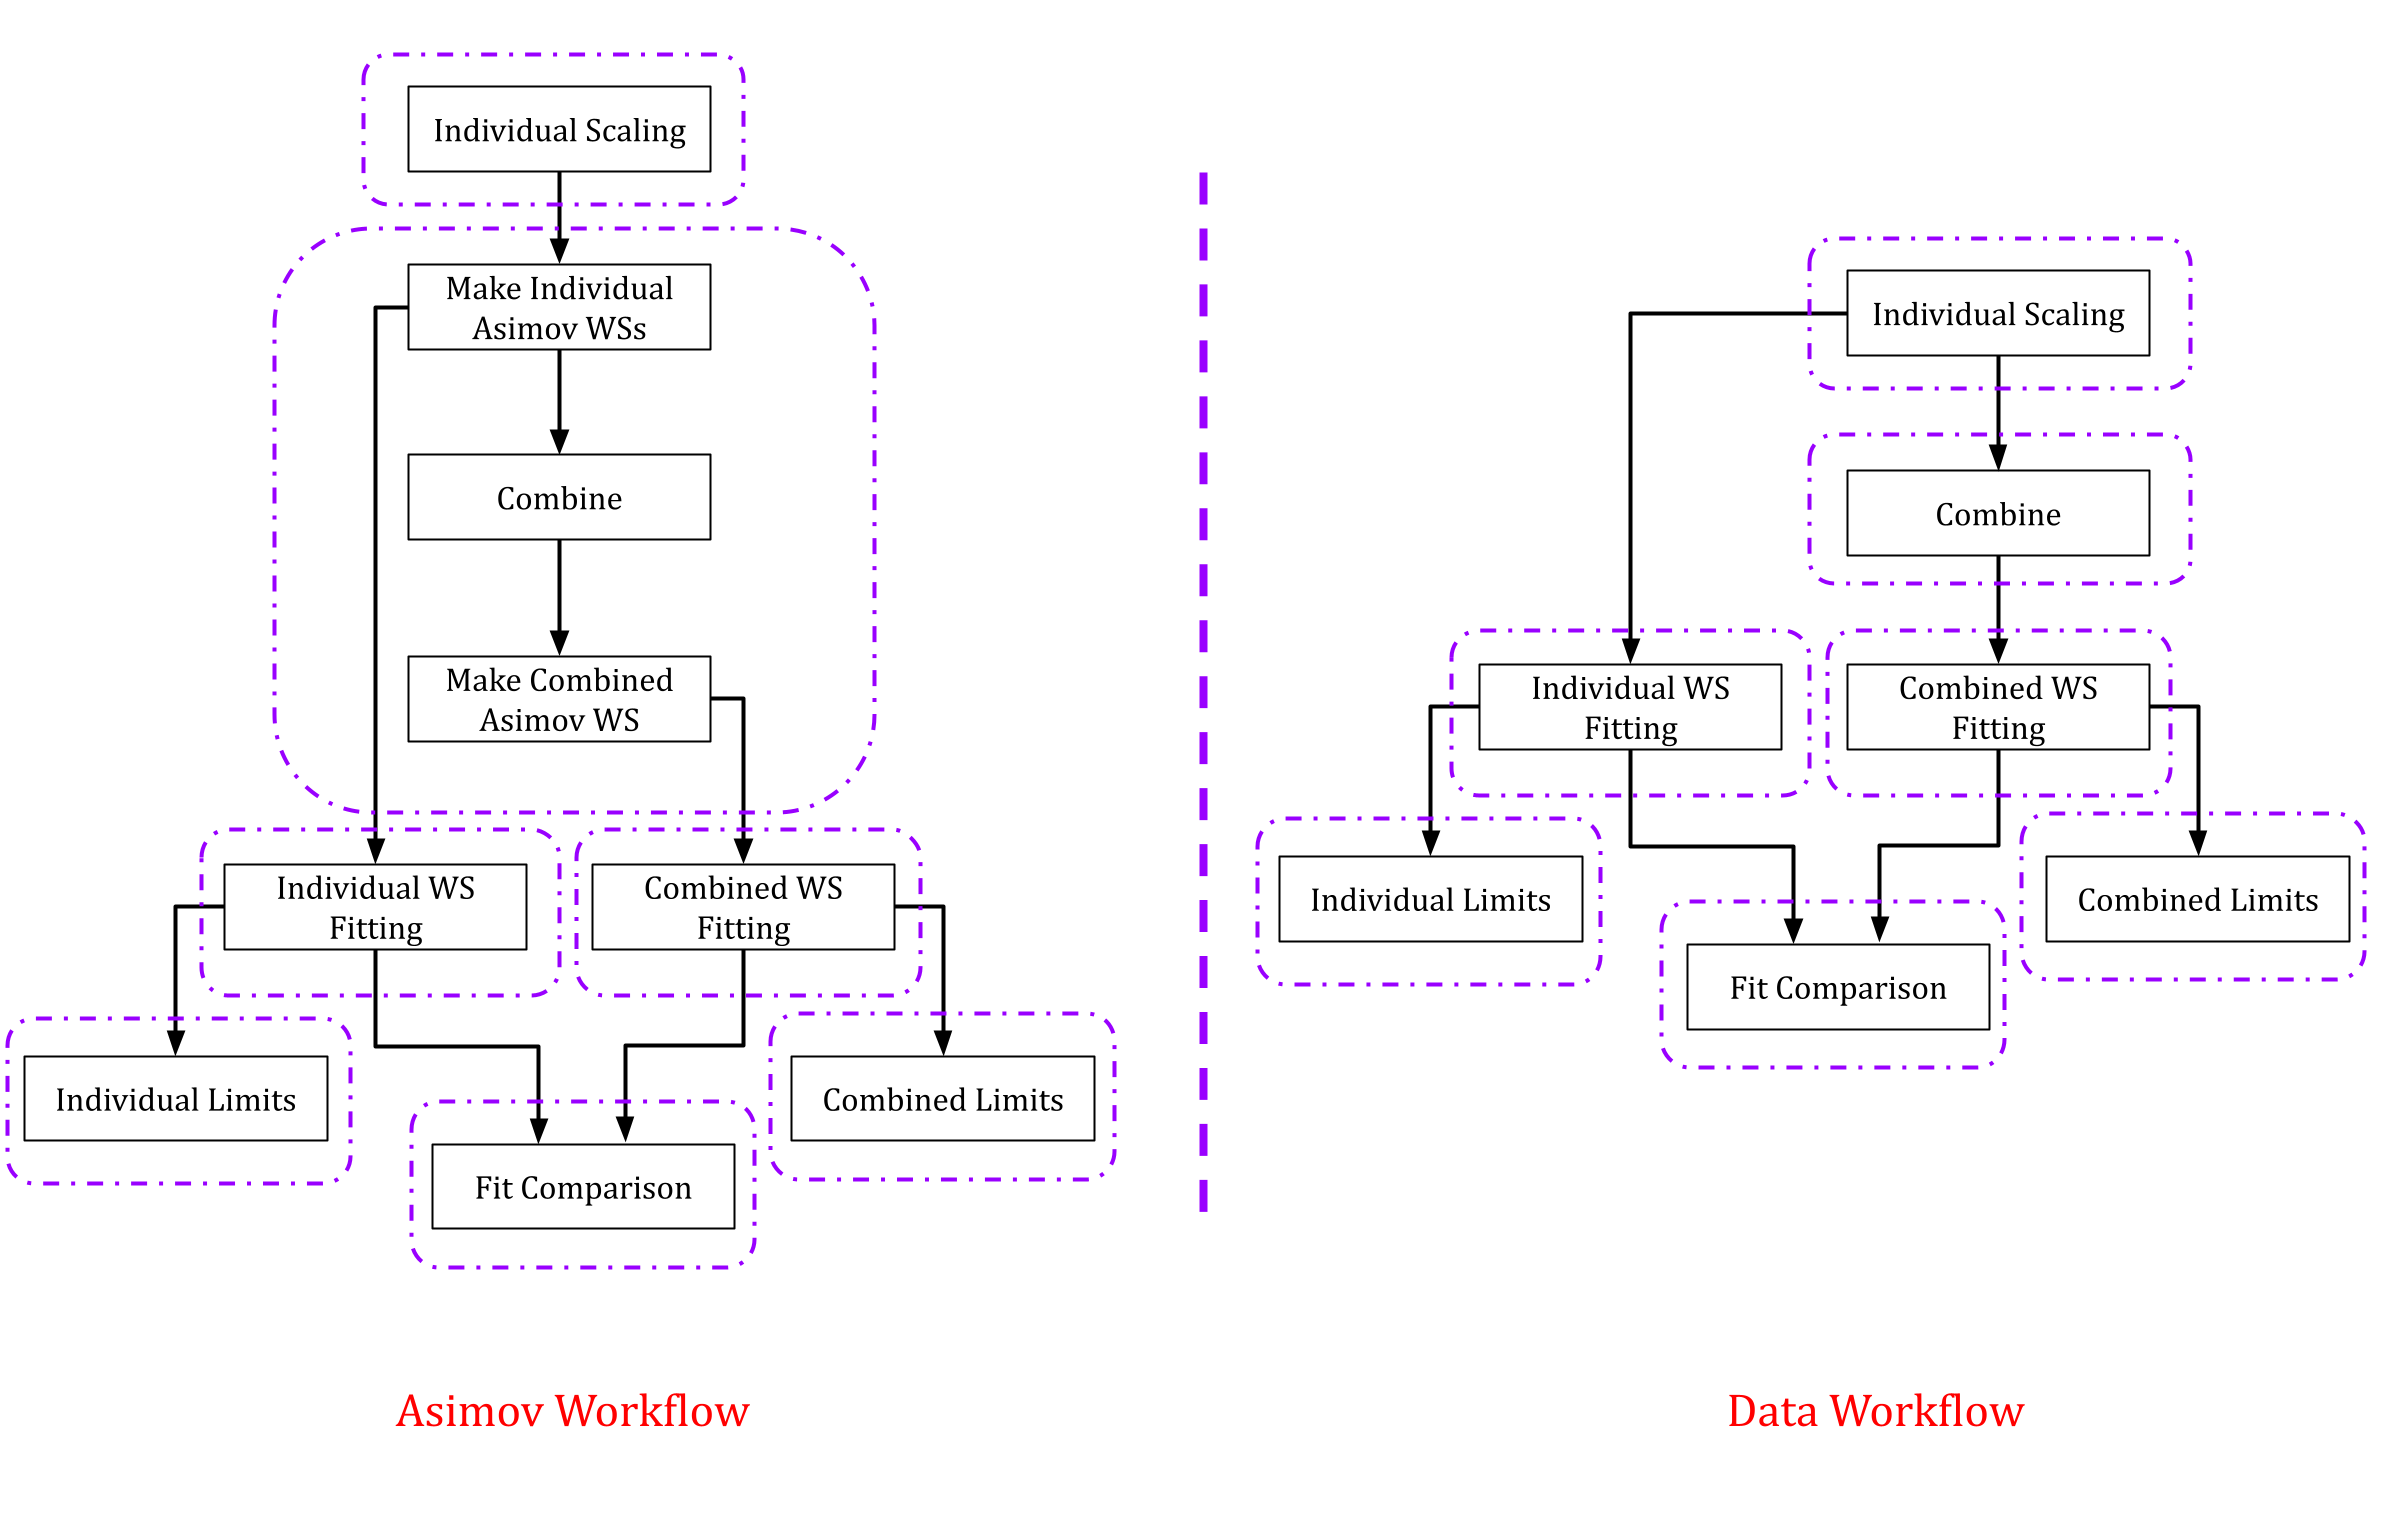 Individual Scaling
Make Individual
Asimov WSs
Combine
Make Combined
Asimov WS
Individual WS
Fitting
Combined WS
Fitting
Individual Limits
Combined Limits
Fit Comparison
Asimov Workflow
Individual Scaling
Combine
Individual WS
Fitting
Combined WS
Fitting
Individual Limits
Combined Limits
Fit Comparison
Data Workflow